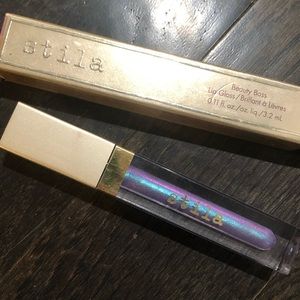 stila
Beauty Boss
Lip Gloss / Brillant à Lèvres
0.11 fl. oz./oz. liq /3.2 mL
stila